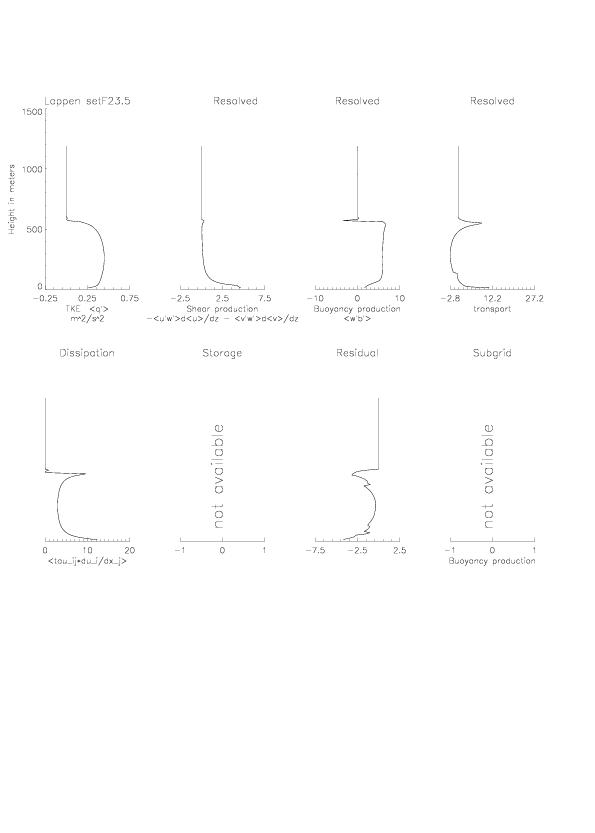 Lappen setF23.5
Resolved
Resolved
Resolved
1500
1000
500
0
Height in meters
-0.25 0.25 0.75
-2.5 2.5 7.5
-10 0 10
-2.8 12.2 27.2
TKE <q'>
Shear production
Buoyancy production
transport
m^2/s^2
-<u'w'>d<u>/dz - <v'w'>d<v>/dz
<w'b'>
Dissipation
Storage
Residual
Subgrid
not available
not available
0 10 20
-1 0 1
-7.5 -2.5 2.5
-1 0 1
<tau_ij*du_i/dx_j>
Buoyancy production